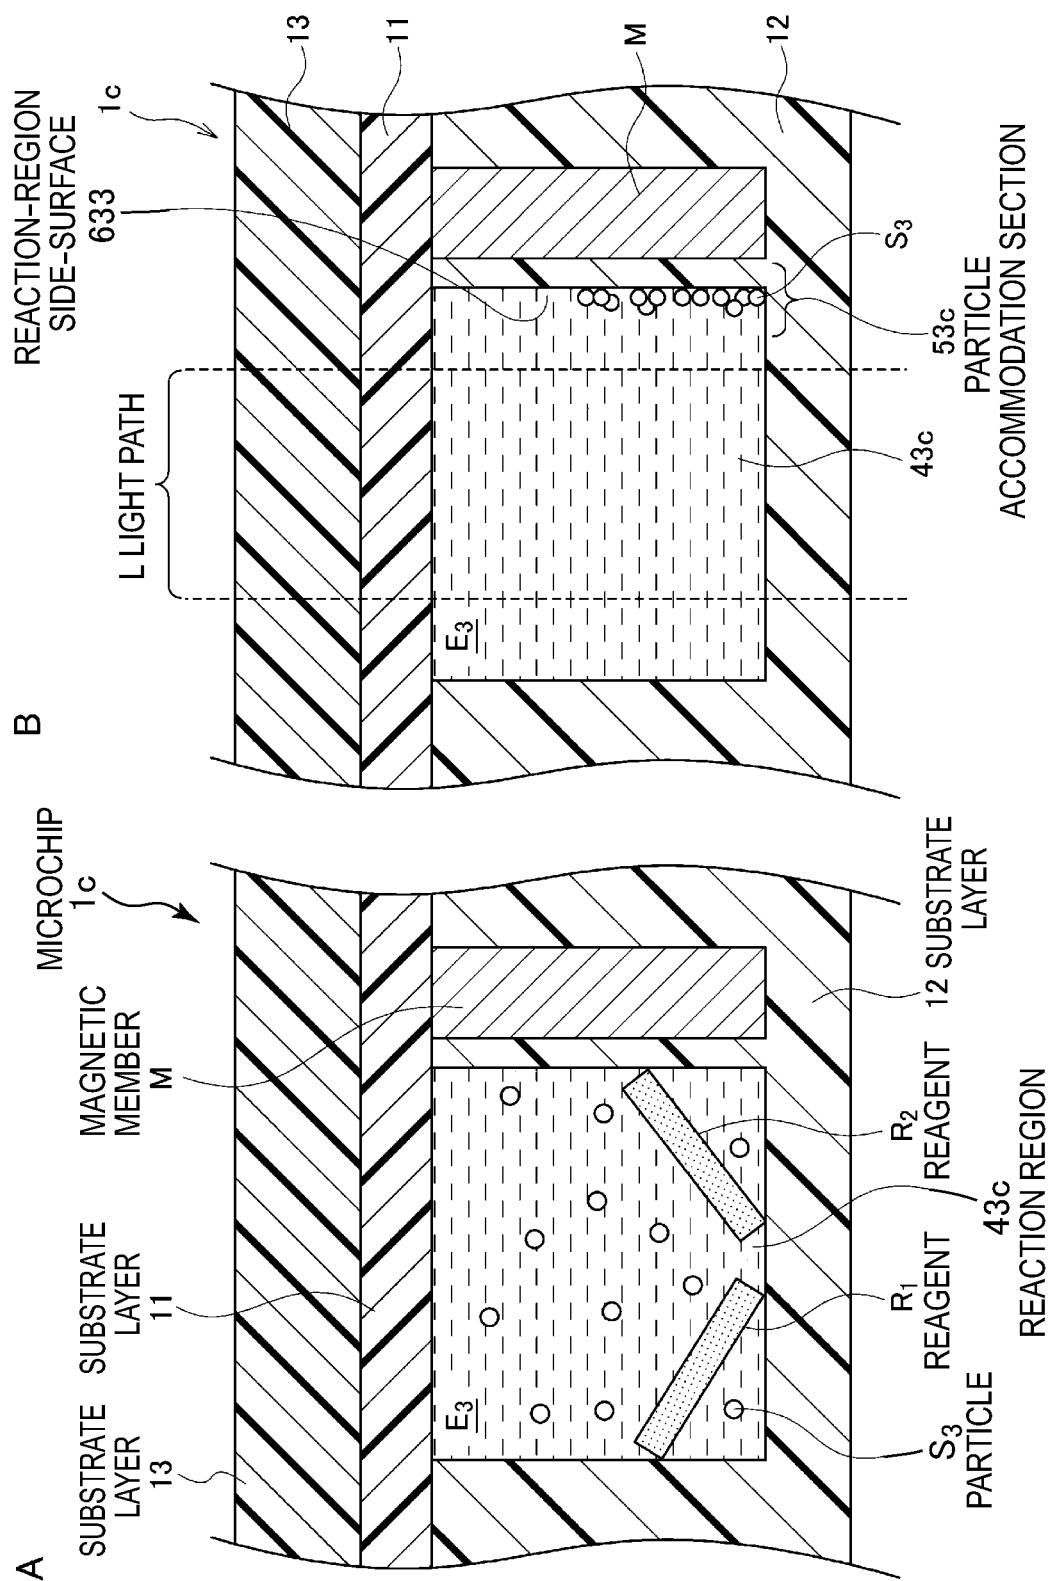 A
MICROCHIP
1c
SUBSTRATE
LAYER
13
SUBSTRATE
LAYER
11
MAGNETIC
MEMBER
M
E3
S3
PARTICLE
R1
REAGENT
R2
REAGENT
43c
REACTION REGION
12 SUBSTRATE
LAYER
B
REACTION-REGION
SIDE-SURFACE
633
1c
L LIGHT PATH
13
11
M
12
E3
S3
43c
53c
PARTICLE
ACCOMMODATION SECTION